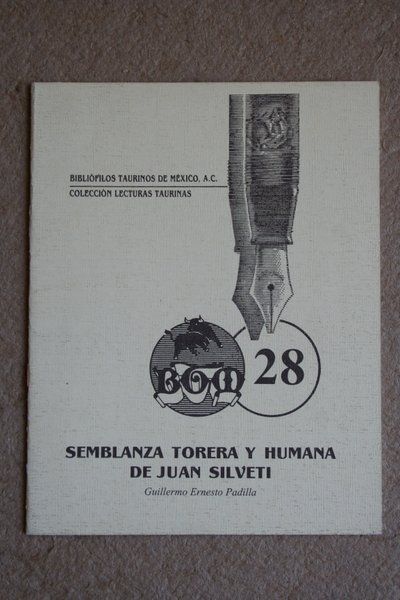 BIBLIÓFILOS TAURINOS DE MÉXICO, A.C.
COLECCIÓN LECTURAS TAURINAS
BTM
28
SEMBLANZA TORERA Y HUMANA
DE JUAN SILVETI
Guillermo Ernesto Padilla